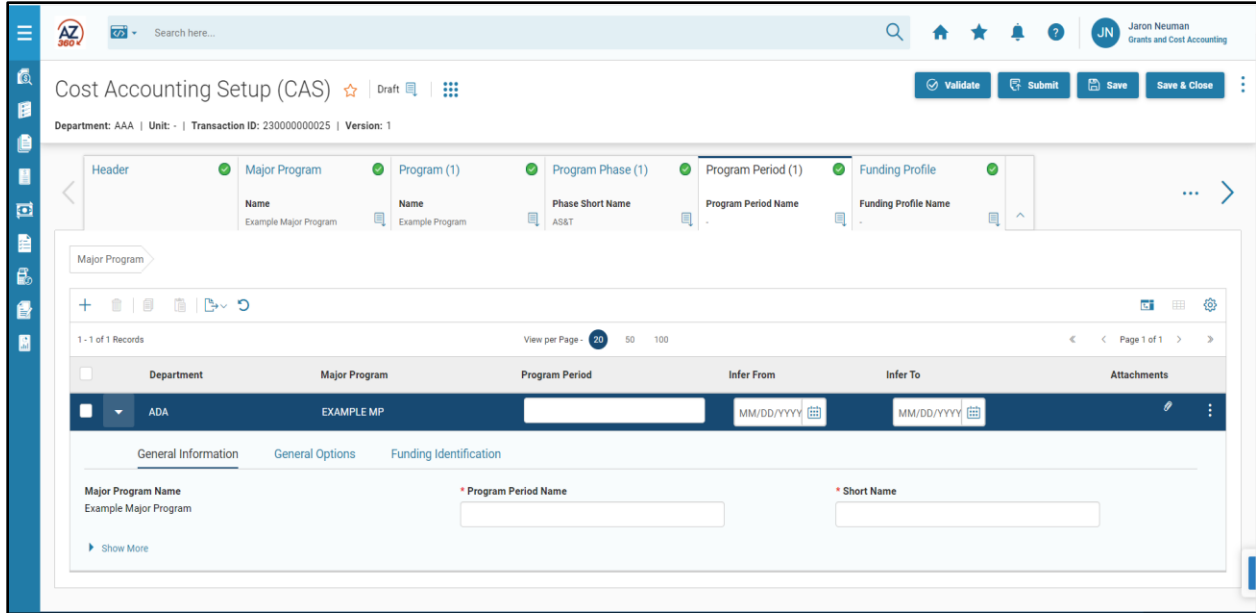 AZ
360
Search here...
JN
Jaron Neuman
Grants and Cost Accounting
Cost Accounting Setup (CAS)
Draft
Validate
Submit
Save
Save & Close
Department: AAA | Unit: - | Transaction ID: 230000000025 | Version: 1
Header
Major Program
Program (1)
Program Phase (1)
Program Period (1)
Funding Profile
Name
Name
Phase Short Name
Program Period Name
Funding Profile Name
Example Major Program
Example Program
AS&T
-
-
Major Program
1 - 1 of 1 Records
View per Page - 20 50 100
Page 1 of 1
Department
Major Program
Program Period
Infer From
Infer To
Attachments
ADA
EXAMPLE MP
MM/DD/YYYY
MM/DD/YYYY
General Information
General Options
Funding Identification
Major Program Name
* Program Period Name
* Short Name
Example Major Program
Show More